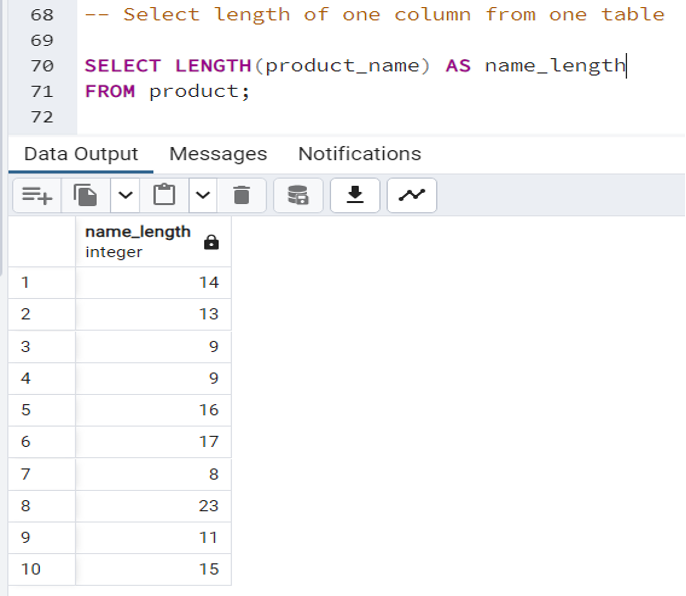 68 -- Select length of one column from one table
69
70 SELECT LENGTH(product_name) AS name_length
71 FROM product;
72
Data Output Messages Notifications
name_length
integer
1 14
2 13
3 9
4 9
5 16
6 17
7 8
8 23
9 11
10 15